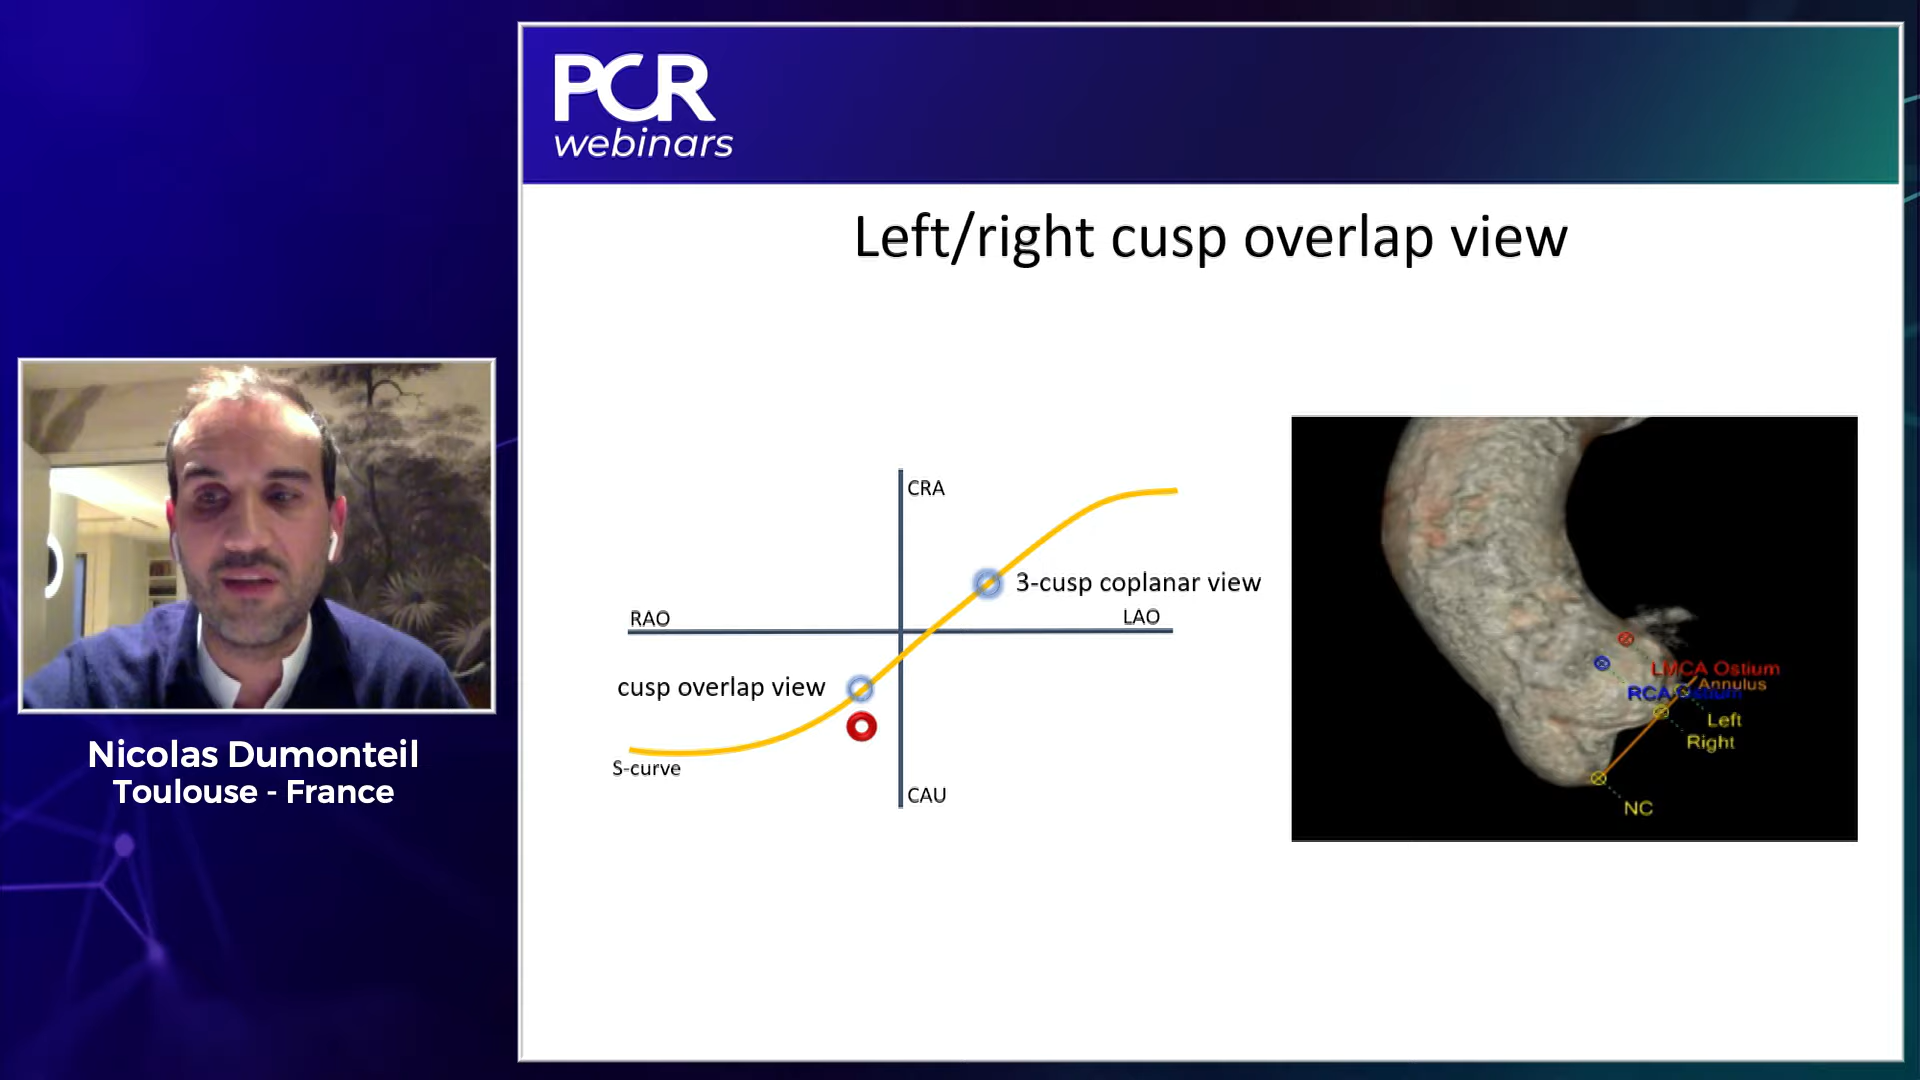 PCR
webinars
Left/right cusp overlap view
CRA
3-cusp coplanar view
RAO
LAO
cusp overlap view
S-curve
CAU
LMCA Ostium
Annulus
RCA Ostium
Left
Right
NC
Nicolas Dumonteil
Toulouse - France